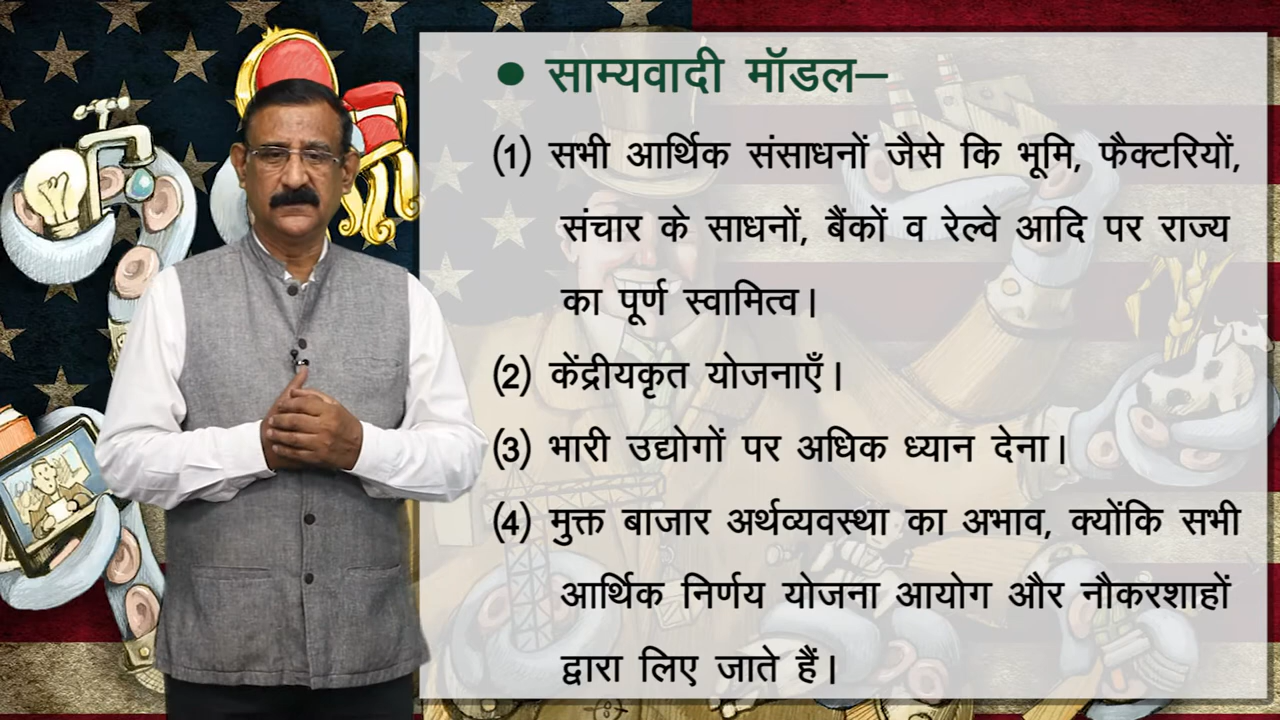 ● साम्यवादी मॉडल–
(1) सभी आर्थिक संसाधनों जैसे कि भूमि, फैक्टरियों,
संचार के साधनों, बैंकों व रेल्वे आदि पर राज्य
का पूर्ण स्वामित्व।
(2) केंद्रीयकृत योजनाएँ।
(3) भारी उद्योगों पर अधिक ध्यान देना।
(4) मुक्त बाजार अर्थव्यवस्था का अभाव, क्योंकि सभी
आर्थिक निर्णय योजना आयोग और नौकरशाहों
द्वारा लिए जाते हैं।